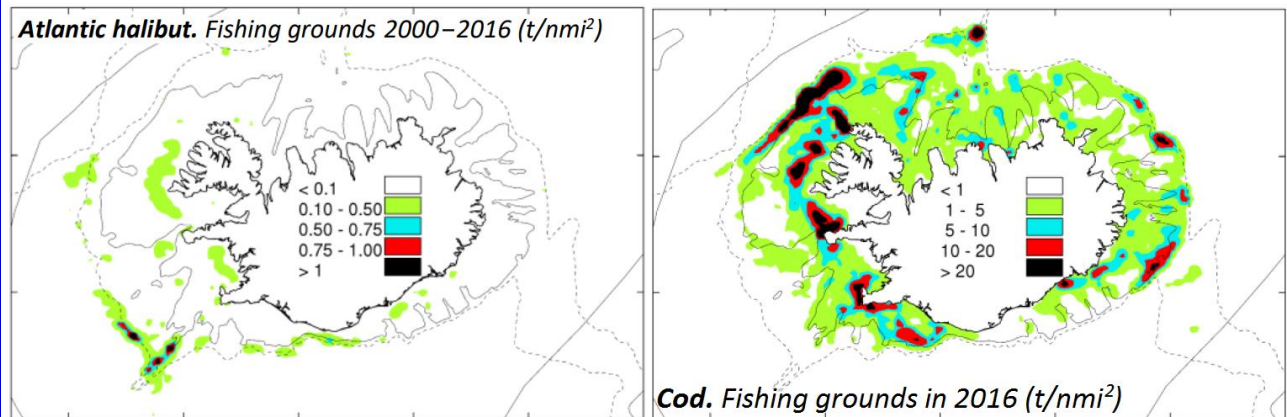 Atlantic halibut. Fishing grounds 2000–2016 (t/nmi²)
< 0.1
0.10 - 0.50
0.50 - 0.75
0.75 - 1.00
> 1
< 1
1 - 5
5 - 10
10 - 20
> 20
Cod. Fishing grounds in 2016 (t/nmi²)